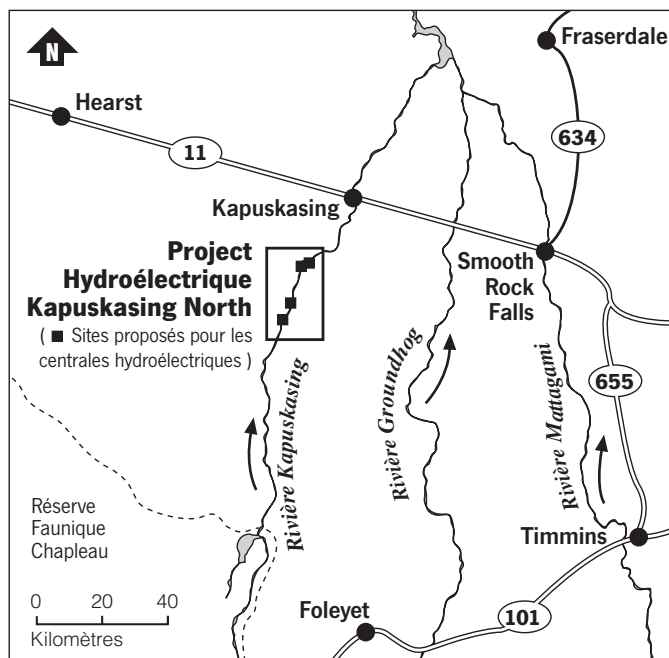 N
Fraserdale
Hearst
634
11
Kapuskasing
Project
Hydroélectrique
Kapuskasing North
( ■ Sites proposés pour les
centrales hydroélectriques )
Smooth
Rock
Falls
655
Rivière Kapuskasing
Rivière Groundhog
Rivière Mattagami
Réserve
Faunique
Chapleau
Timmins
0 20 40
Kilomètres
Foleyet
101